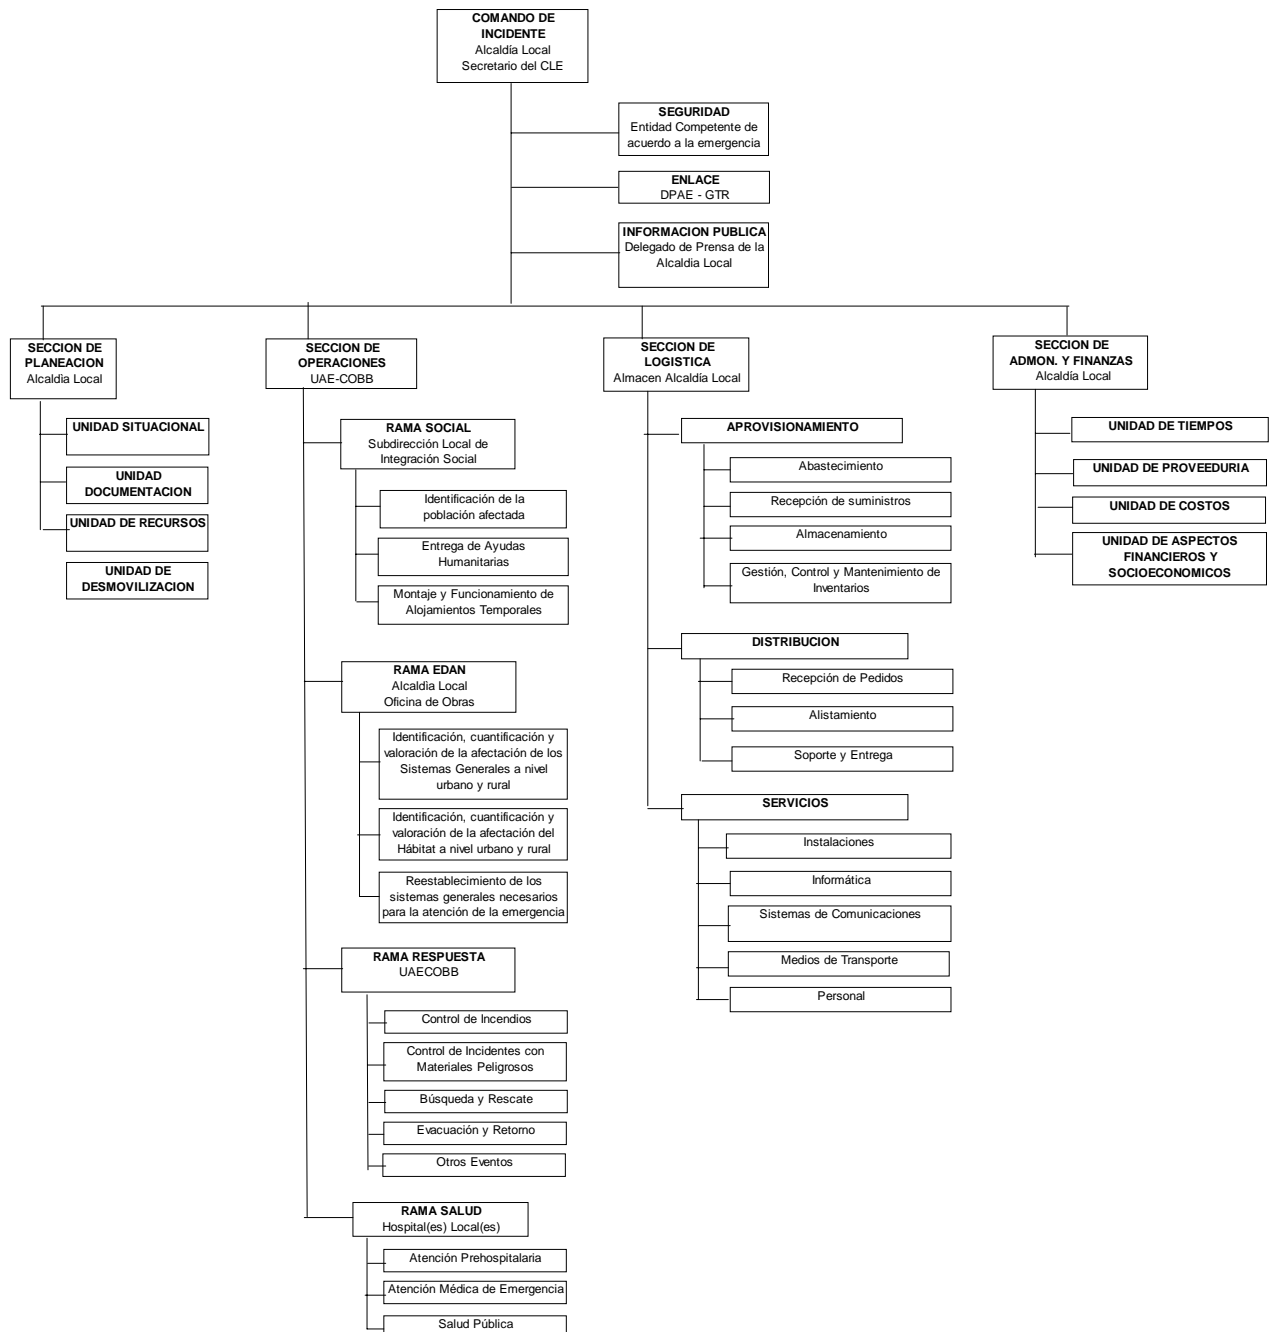 COMANDO DE
INCIDENTE
Alcaldía Local
Secretario del CLE
SEGURIDAD
Entidad Competente de
acuerdo a la emergencia
ENLACE
DPAE - GTR
INFORMACION PUBLICA
Delegado de Prensa de la
Alcaldia Local
SECCION DE
PLANEACION
Alcaldìa Local
UNIDAD SITUACIONAL
UNIDAD
DOCUMENTACION
UNIDAD DE RECURSOS
UNIDAD DE
DESMOVILIZACION
SECCION DE
OPERACIONES
UAE-COBB
RAMA SOCIAL
Subdirección Local de
Integración Social
Identificación de la
población afectada
Entrega de Ayudas
Humanitarias
Montaje y Funcionamiento de
Alojamientos Temporales
RAMA EDAN
Alcaldìa Local
Oficina de Obras
Identificación, cuantificación y
valoración de la afectación de los
Sistemas Generales a nivel
urbano y rural
Identificación, cuantificación y
valoración de la afectación del
Hábitat a nivel urbano y rural
Reestablecimiento de los
sistemas generales necesarios
para la atención de la emergencia
RAMA RESPUESTA
UAECOBB
Control de Incendios
Control de Incidentes con
Materiales Peligrosos
Búsqueda y Rescate
Evacuación y Retorno
Otros Eventos
RAMA SALUD
Hospital(es) Local(es)
Atención Prehospitalaria
Atención Médica de Emergencia
Salud Pública
SECCION DE
LOGISTICA
Almacen Alcaldía Local
APROVISIONAMIENTO
Abastecimiento
Recepción de suministros
Almacenamiento
Gestión, Control y Mantenimiento de
Inventarios
DISTRIBUCION
Recepción de Pedidos
Alistamiento
Soporte y Entrega
SERVICIOS
Instalaciones
Informática
Sistemas de Comunicaciones
Medios de Transporte
Personal
SECCION DE
ADMON. Y FINANZAS
Alcaldía Local
UNIDAD DE TIEMPOS
UNIDAD DE PROVEEDURIA
UNIDAD DE COSTOS
UNIDAD DE ASPECTOS
FINANCIEROS Y
SOCIOECONOMICOS